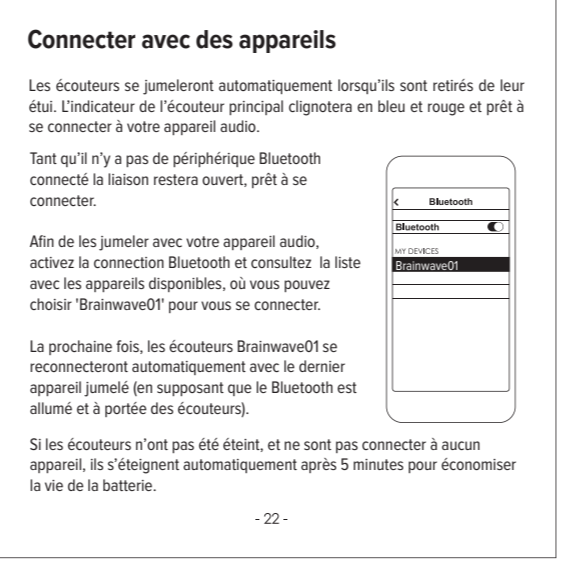 Connecter avec des appareils
Les écouteurs se jumeleront automatiquement lorsqu'ils sont retirés de leur
étui. L'indicateur de l'écouteur principal clignotera en bleu et rouge et prêt à
se connecter à votre appareil audio.
Tant qu'il n'y a pas de périphérique Bluetooth
connecté la liaison restera ouvert, prêt à se
connecter.
Afin de les jumeler avec votre appareil audio,
activez la connection Bluetooth et consultez  la liste
avec les appareils disponibles, où vous pouvez
choisir 'Brainwave01' pour vous se connecter.
La prochaine fois, les écouteurs Brainwave01 se
reconnecteront automatiquement avec le dernier
appareil jumelé (en supposant que le Bluetooth est
allumé et à portée des écouteurs).
< Bluetooth
Bluetooth
MY DEVICES
Brainwave01
Si les écouteurs n'ont pas été éteint, et ne sont pas connecter à aucun
appareil, ils s'éteignent automatiquement après 5 minutes pour économiser
la vie de la batterie.
- 22 -